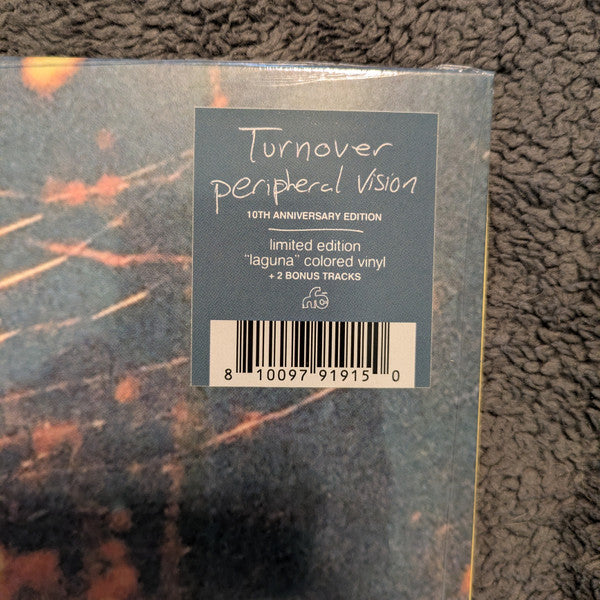 Turnover
peripheral vision
10TH ANNIVERSARY EDITION
limited edition
"laguna" colored vinyl
+ 2 BONUS TRACKS
8 10097 91915 0